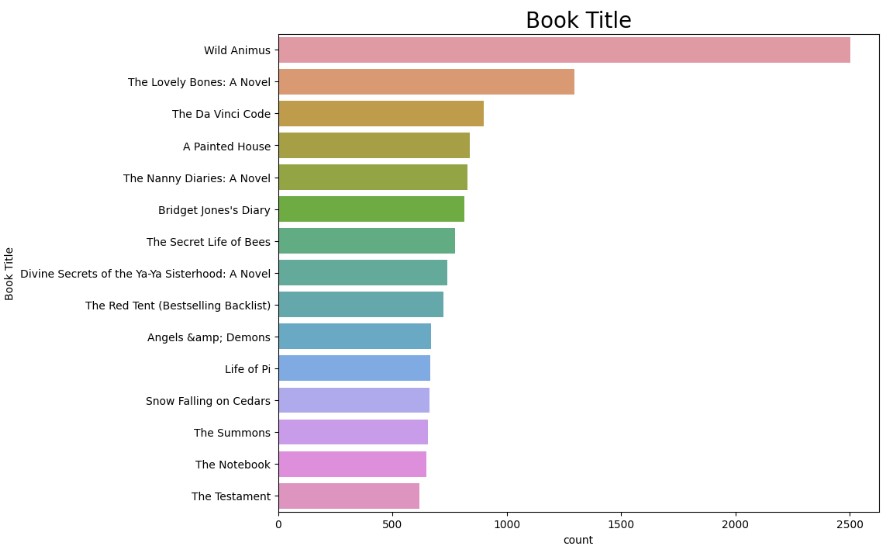 Book Title
Book Title
Wild Animus
The Lovely Bones: A Novel
The Da Vinci Code
A Painted House
The Nanny Diaries: A Novel
Bridget Jones's Diary
The Secret Life of Bees
Divine Secrets of the Ya-Ya Sisterhood: A Novel
The Red Tent (Bestselling Backlist)
Angels &amp;amp; Demons
Life of Pi
Snow Falling on Cedars
The Summons
The Notebook
The Testament
0 500 1000 1500 2000 2500
count